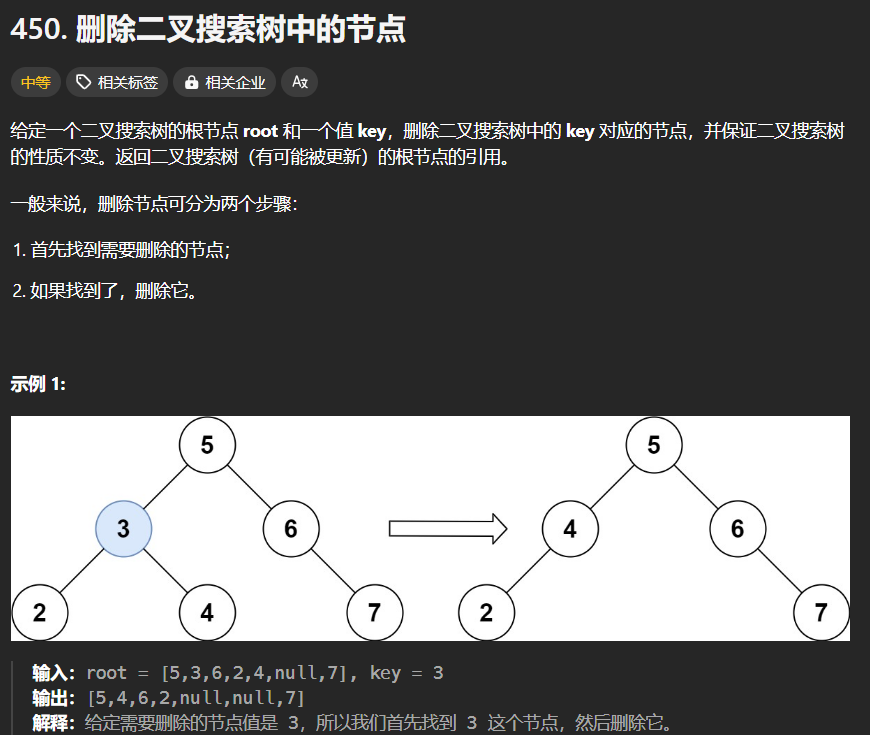 450. 删除二叉搜索树中的节点
中等 相关标签 相关企业 Ax
给定一个二叉搜索树的根节点 root 和一个值 key，删除二叉搜索树中的 key 对应的节点，并保证二叉搜索树
的性质不变。返回二叉搜索树（有可能被更新）的根节点的引用。
一般来说，删除节点可分为两个步骤：
1. 首先找到需要删除的节点；
2. 如果找到了，删除它。
示例 1:
5 5
3 6 4 6
2 4 7 2 7
输入：root = [5,3,6,2,4,null,7], key = 3
输出：[5,4,6,2,null,null,7]
解释：给定需要删除的节点值是 3，所以我们首先找到 3 这个节点，然后删除它。